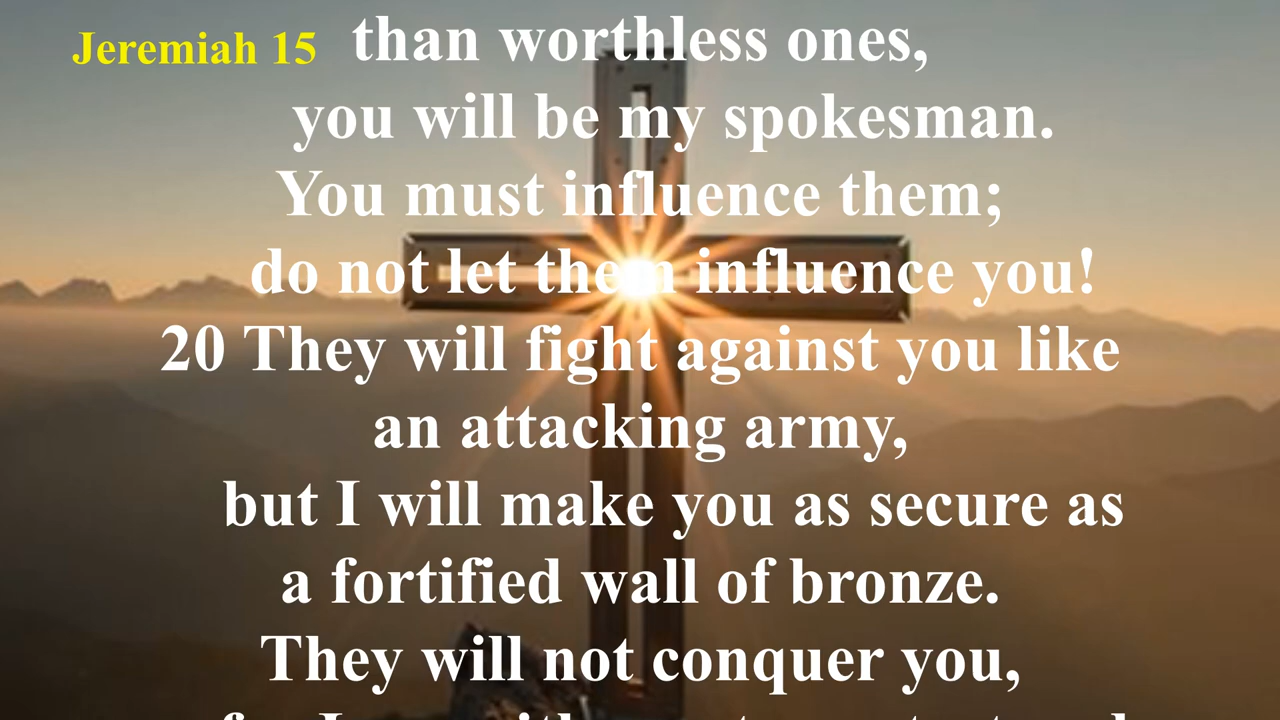 Jeremiah 15
than worthless ones,
you will be my spokesman.
You must influence them;
do not let them influence you!
20 They will fight against you like
an attacking army,
but I will make you as secure as
a fortified wall of bronze.
They will not conquer you,